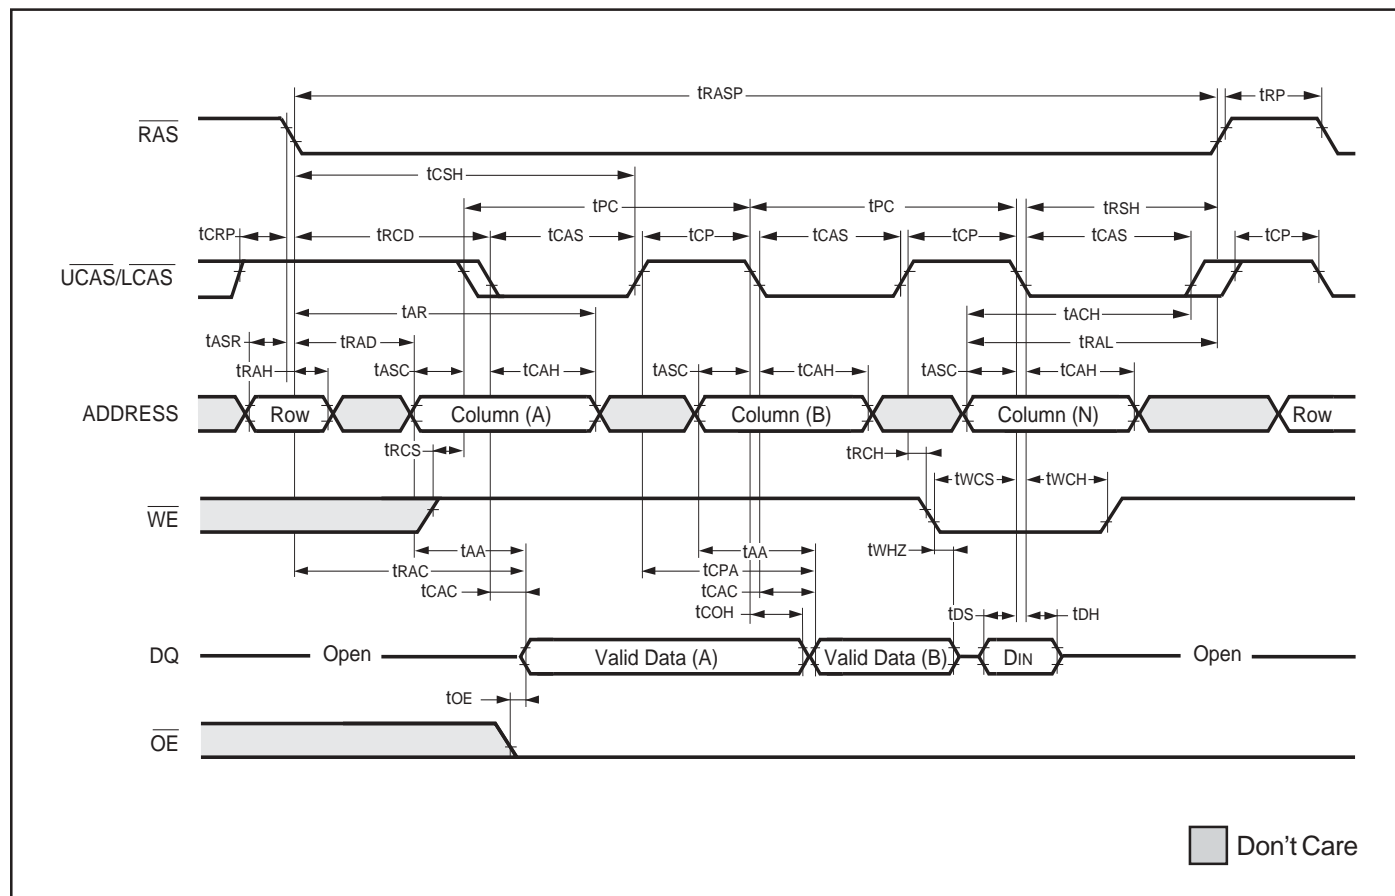 tRASP tRP
RAS
tCSH
tPC tPC tRSH
tCRP tRCD tCAS tCP tCAS tCP tCAS tCP
UCAS/LCAS
tAR tACH
tASR tRAD tRAL
tRAH tASC tCAH tASC tCAH tASC tCAH
ADDRESS Row Column (A) Column (B) Column (N) Row
tRCS tRCH
tWCS tWCH
WE
tAA tAA tWHZ
tRAC tCPA
tCAC tCAC
tCOH tDS tDH
DQ Open Valid Data (A) Valid Data (B) DIN Open
tOE
OE
Don't Care